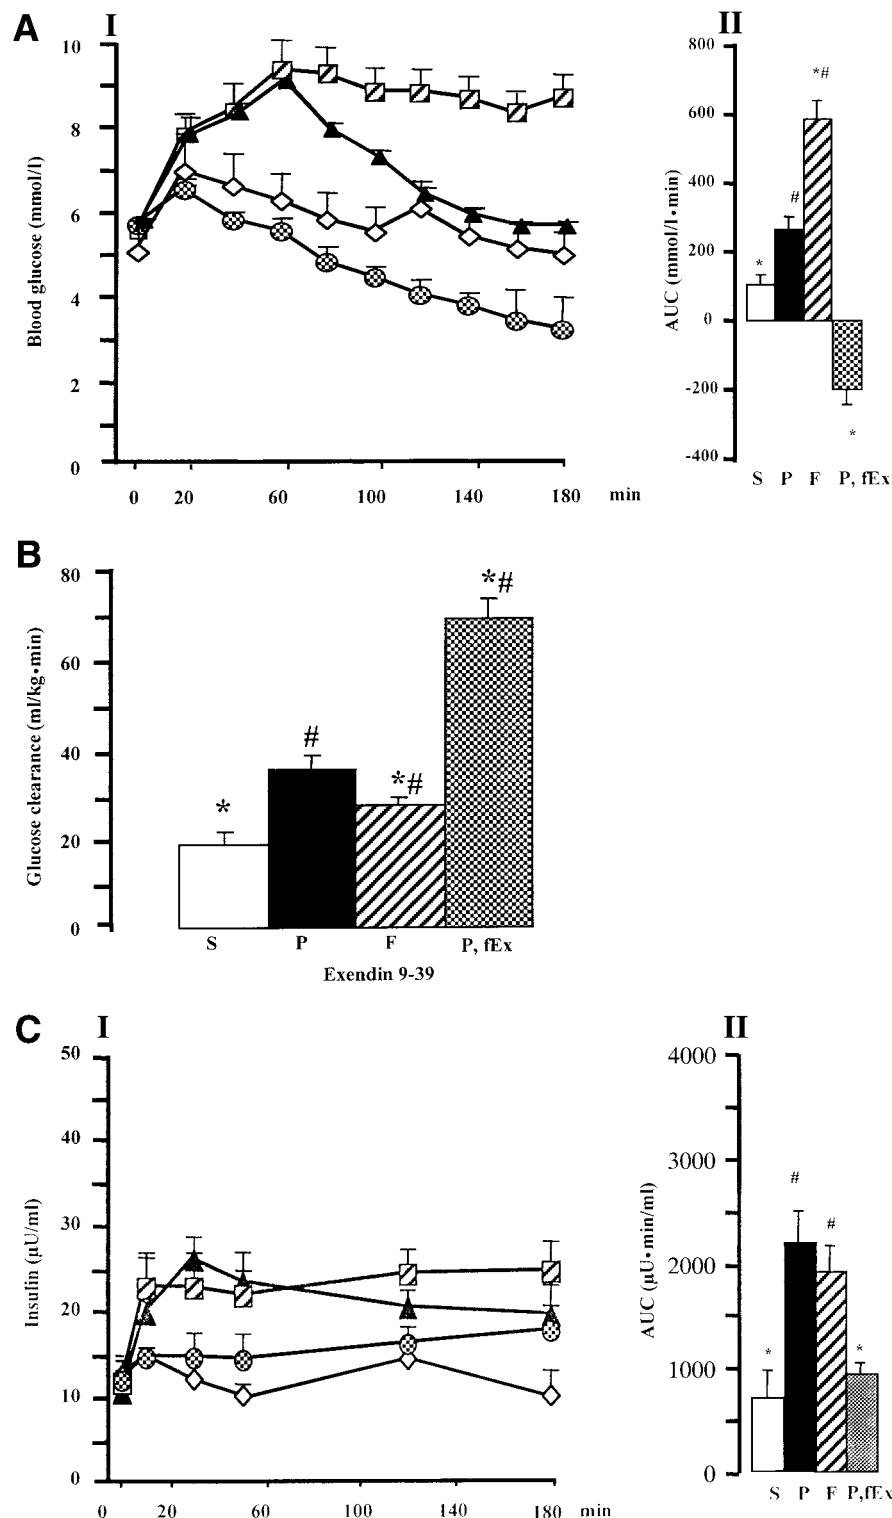 A I
10
8
6
4
2
0
Blood glucose (mmol/l)
0 20 60 100 140 180 min
II
800
600
400
200
0
-200
-400
AUC (mmol/l•min)
*
#
*#
*
S P F P, fEx
B
80
60
40
20
0
Glucose clearance (ml/kg•min)
*
#
*#
*#
S P F P, fEx
Exendin 9-39
C I
50
40
30
20
10
0
Insulin (µU/ml)
0 20 60 140 180 min
II
4000
3000
2000
1000
0
AUC (µU•min/ml)
*
#
#
*
S P F P,fEx